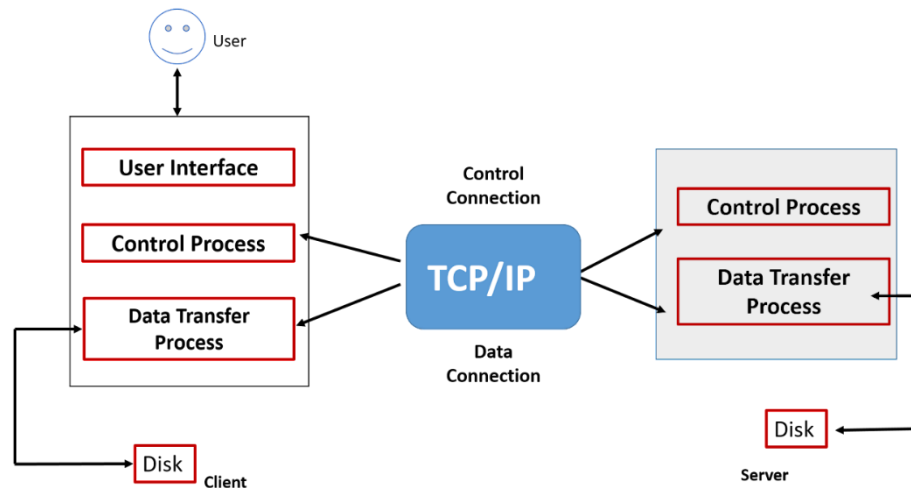 User
User Interface
Control Process
Data Transfer
Process
Disk
Client
Control
Connection
TCP/IP
Data
Connection
Control Process
Data Transfer
Process
Disk
Server